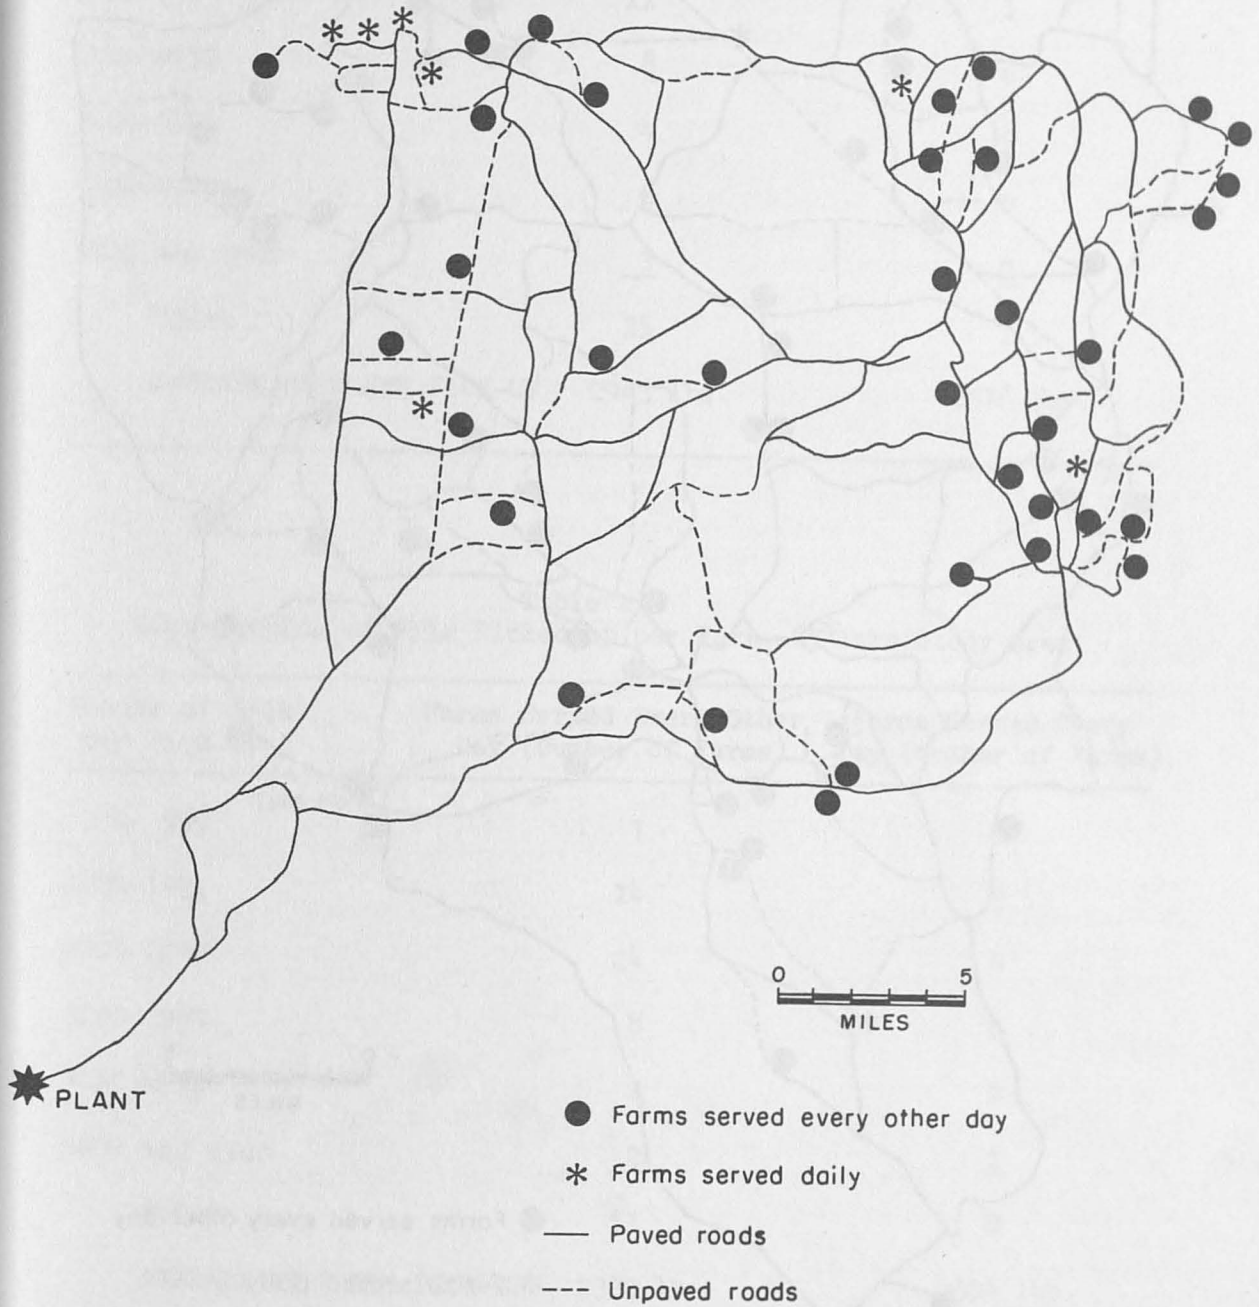 0 5
MILES
PLANT
Farms served every other day
Farms served daily
Paved roads
Unpaved roads